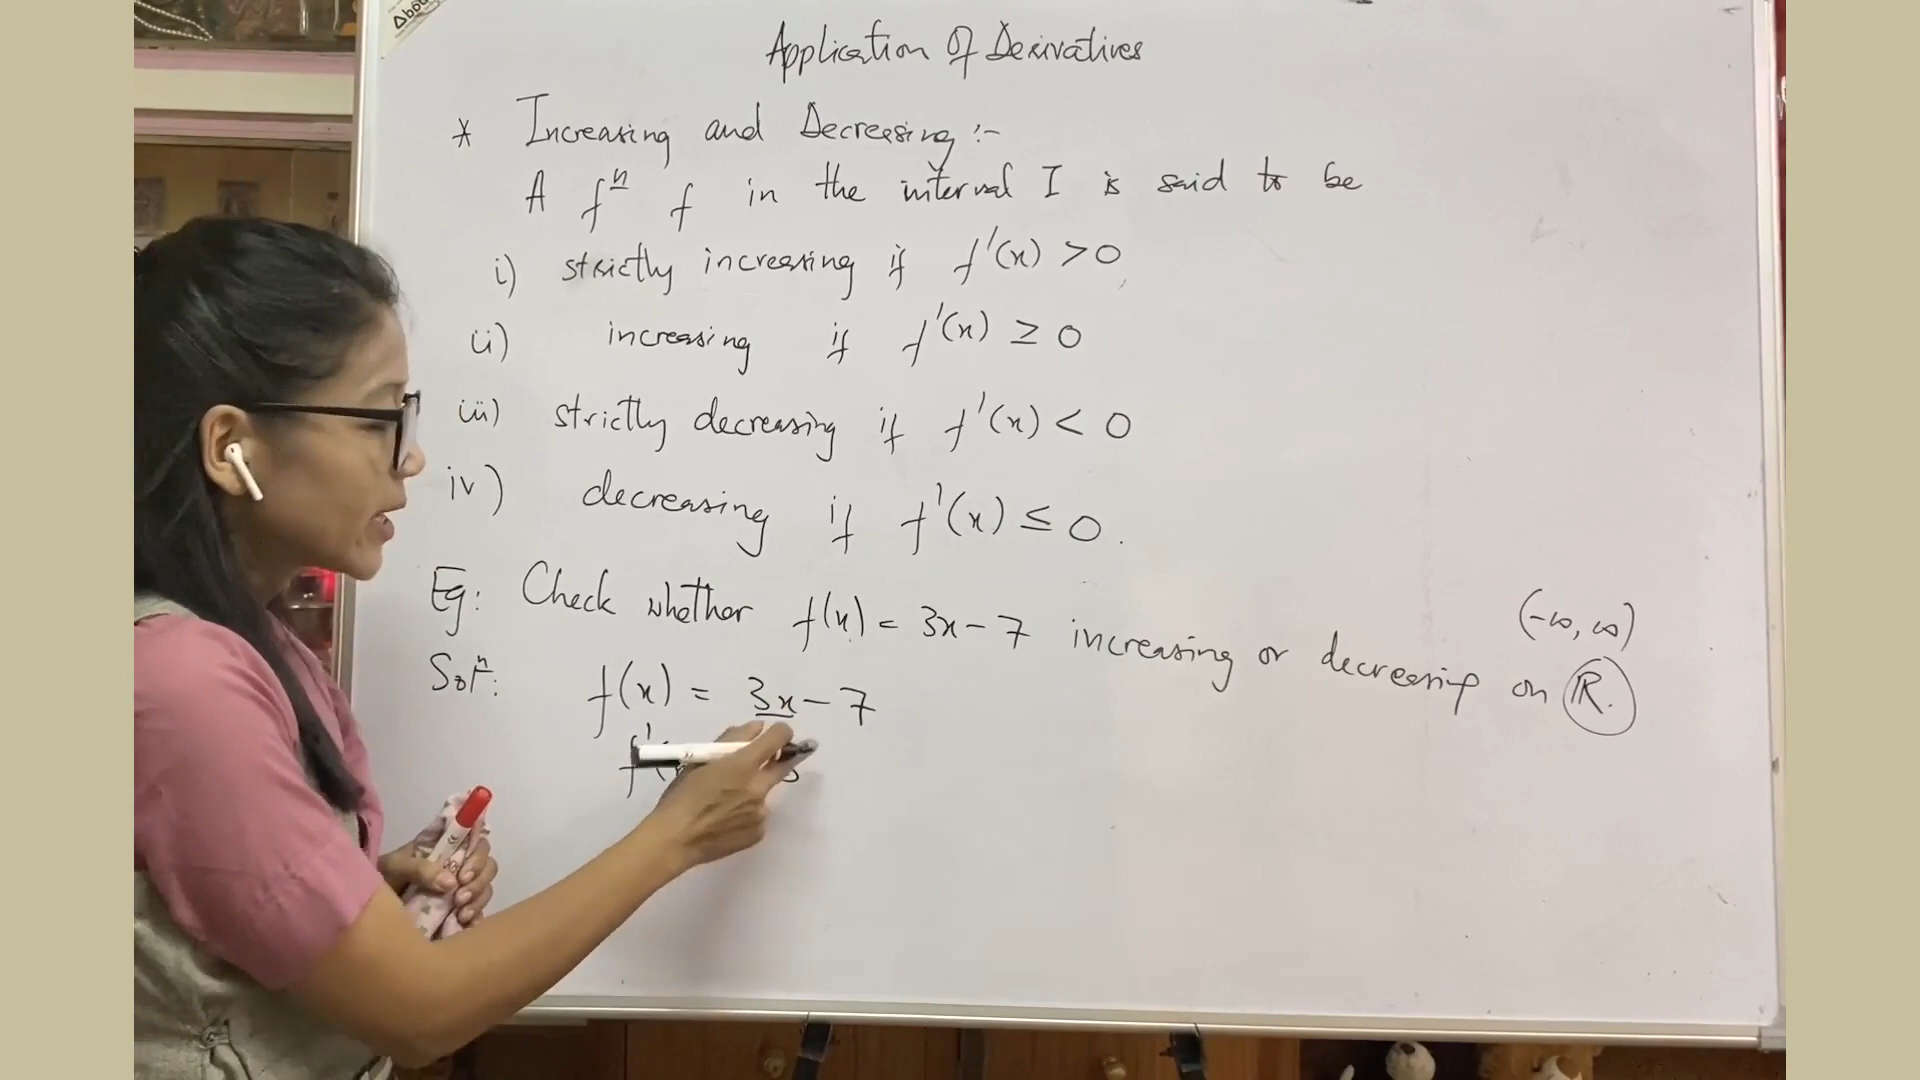 Application Of Derivatives
* Increasing and Decreasing :-
A fⁿ f in the interval I is said to be
i) strictly increasing if f'(x) > 0
ii) increasing if f'(x) ≥ 0
iii) strictly decreasing if f'(x) < 0
iv) decreasing if f'(x) ≤ 0.
Eg: Check whether f(x) = 3x - 7 increasing or decreasing on R.
(-∞, ∞)
Solⁿ: f(x) = 3x - 7